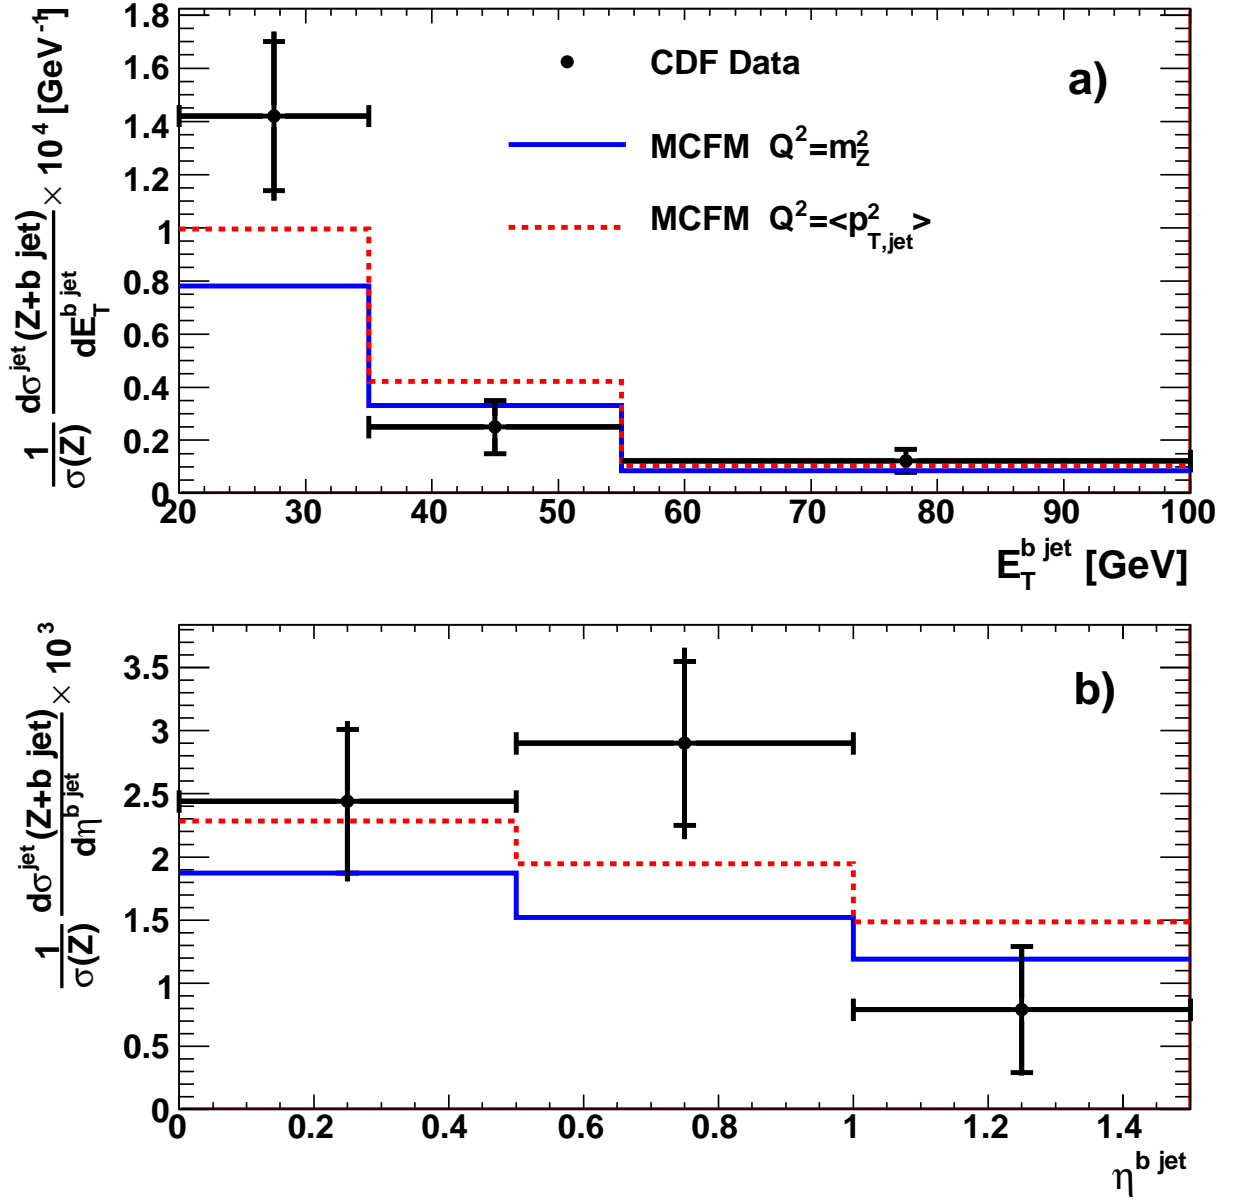 1.8
1.6
1.4
1.2
1
0.8
0.6
0.4
0.2
0
1/σ(Z) dσ^jet(Z+b jet)/dE_T^b jet × 10^4 [GeV^-1]
CDF Data
MCFM Q^2=m_Z^2
MCFM Q^2=<p_T,jet^2>
a)
20 30 40 50 60 70 80 90 100
E_T^b jet [GeV]
3.5
3
2.5
2
1.5
1
0.5
0
1/σ(Z) dσ^jet(Z+b jet)/dη^b jet × 10^3
b)
0 0.2 0.4 0.6 0.8 1 1.2 1.4
η^b jet